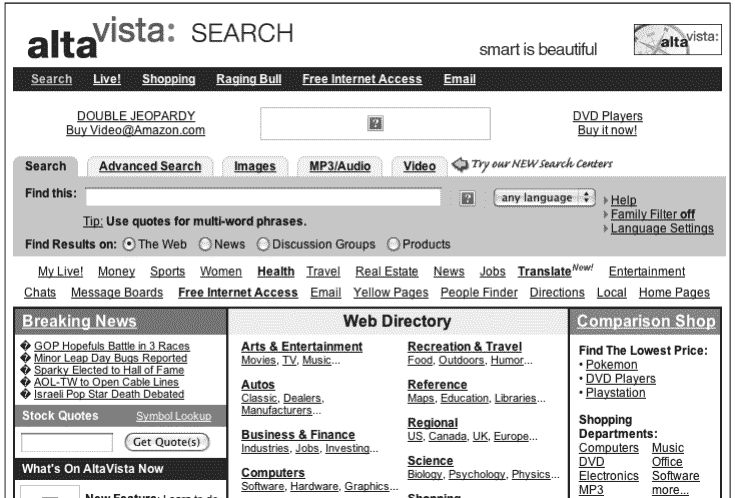 altavista: SEARCH
smart is beautiful
altavista:
Search Live! Shopping Raging Bull Free Internet Access Email
DOUBLE JEOPARDY
Buy Video@Amazon.com
DVD Players
Buy it now!
Search Advanced Search Images MP3/Audio Video Try our NEW Search Centers
Find this: any language
Help
Family Filter off
Language Settings
Tip: Use quotes for multi-word phrases.
Find Results on: The Web News Discussion Groups Products
My Live! Money Sports Women Health Travel Real Estate News Jobs Translate Now! Entertainment
Chats Message Boards Free Internet Access Email Yellow Pages People Finder Directions Local Home Pages
Breaking News
GOP Hopefuls Battle in 3 Races
Minor Leap Day Bugs Reported
Sparky Elected to Hall of Fame
AOL-TW to Open Cable Lines
Israeli Pop Star Death Debated
Stock Quotes Symbol Lookup
Get Quote(s)
What's On AltaVista Now
New Feature: Learn to do
Web Directory
Arts & Entertainment
Movies, TV, Music...
Autos
Classic, Dealers,
Manufacturers...
Business & Finance
Industries, Jobs, Investing...
Computers
Software, Hardware, Graphics...
Recreation & Travel
Food, Outdoors, Humor...
Reference
Maps, Education, Libraries...
Regional
US, Canada, UK, Europe...
Science
Biology, Psychology, Physics...
Shopping
Comparison Shop
Find The Lowest Price:
• Pokemon
• DVD Players
• Playstation
Shopping
Departments:
Computers Music
DVD Office
Electronics Software
MP3 more...